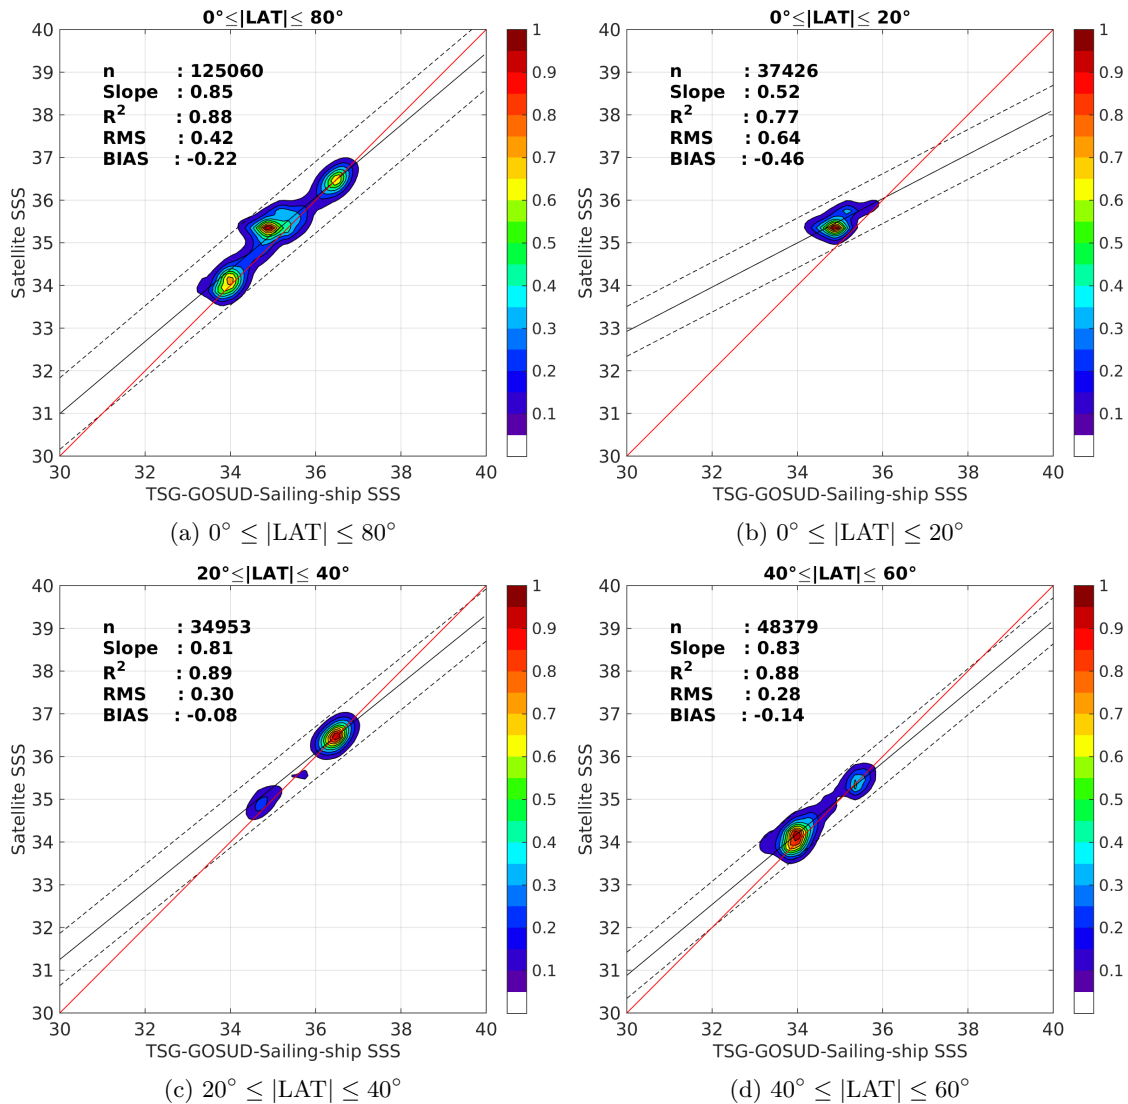 0°≤|LAT|≤ 80°
n : 125060
Slope : 0.85
R² : 0.88
RMS : 0.42
BIAS : -0.22
40
39
38
37
36
35
34
33
32
31
30
30 32 34 36 38 40
Satellite SSS
TSG-GOSUD-Sailing-ship SSS
1
0.9
0.8
0.7
0.6
0.5
0.4
0.3
0.2
0.1
(a) 0° ≤ |LAT| ≤ 80°
0°≤|LAT|≤ 20°
n : 37426
Slope : 0.52
R² : 0.77
RMS : 0.64
BIAS : -0.46
40
39
38
37
36
35
34
33
32
31
30
30 32 34 36 38 40
Satellite SSS
TSG-GOSUD-Sailing-ship SSS
1
0.9
0.8
0.7
0.6
0.5
0.4
0.3
0.2
0.1
(b) 0° ≤ |LAT| ≤ 20°
20°≤|LAT|≤ 40°
n : 34953
Slope : 0.81
R² : 0.89
RMS : 0.30
BIAS : -0.08
40
39
38
37
36
35
34
33
32
31
30
30 32 34 36 38 40
Satellite SSS
TSG-GOSUD-Sailing-ship SSS
1
0.9
0.8
0.7
0.6
0.5
0.4
0.3
0.2
0.1
(c) 20° ≤ |LAT| ≤ 40°
40°≤|LAT|≤ 60°
n : 48379
Slope : 0.83
R² : 0.88
RMS : 0.28
BIAS : -0.14
40
39
38
37
36
35
34
33
32
31
30
30 32 34 36 38 40
Satellite SSS
TSG-GOSUD-Sailing-ship SSS
1
0.9
0.8
0.7
0.6
0.5
0.4
0.3
0.2
0.1
(d) 40° ≤ |LAT| ≤ 60°